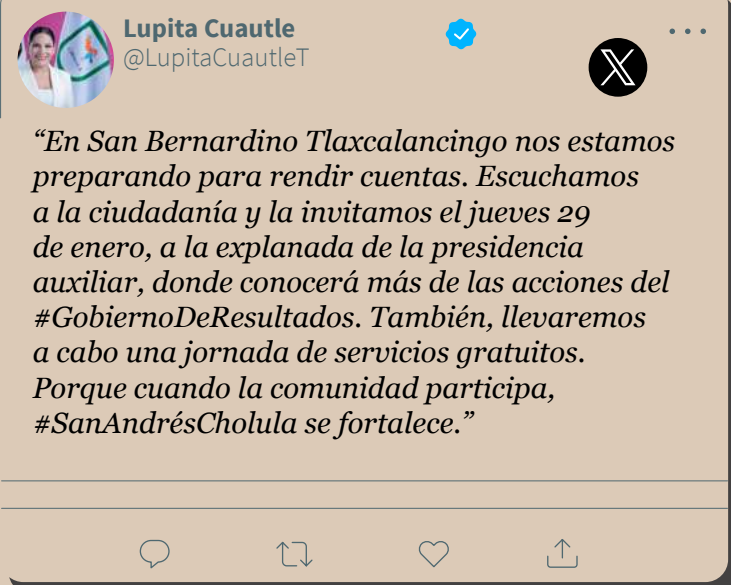 Lupita Cuautle
@LupitaCuautleT
“En San Bernardino Tlaxcalancingo nos estamos
preparando para rendir cuentas. Escuchamos
a la ciudadanía y la invitamos el jueves 29
de enero, a la explanada de la presidencia
auxiliar, donde conocerá más de las acciones del
#GobiernoDeResultados. También, llevaremos
a cabo una jornada de servicios gratuitos.
Porque cuando la comunidad participa,
#SanAndrésCholula se fortalece.”